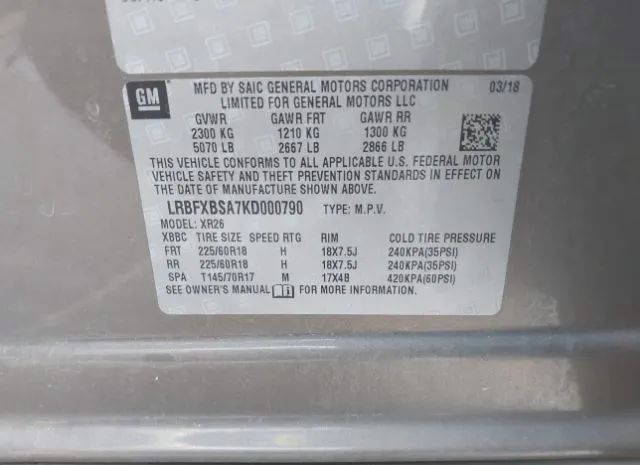 GM
MFD BY SAIC GENERAL MOTORS CORPORATION 03/18
LIMITED FOR GENERAL MOTORS LLC
GVWR GAWR FRT GAWR RR
2300 KG 1210 KG 1300 KG
5070 LB 2667 LB 2866 LB
THIS VEHICLE CONFORMS TO ALL APPLICABLE U.S. FEDERAL MOTOR
VEHICLE SAFETY AND THEFT PREVENTION STANDARDS IN EFFECT ON
THE DATE OF MANUFACTURE SHOWN ABOVE.
LRBFXBSA7KD000790 TYPE: M.P.V.
MODEL: XR26
XBBC TIRE SIZE SPEED RTG RIM COLD TIRE PRESSURE
FRT 225/60R18 H 18X7.5J 240KPA(35PSI)
RR 225/60R18 H 18X7.5J 240KPA(35PSI)
SPA T145/70R17 M 17X4B 420KPA(60PSI)
SEE OWNER'S MANUAL FOR MORE INFORMATION.